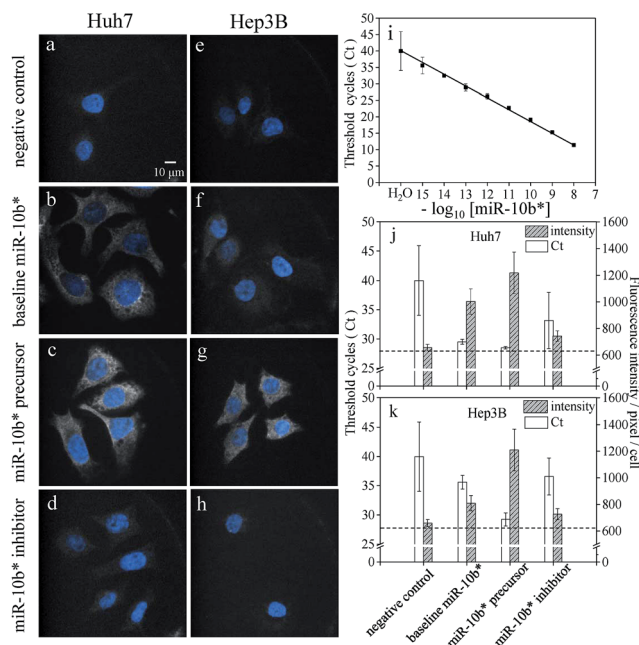 Huh7
Hep3B
negative control
baseline miR-10b*
miR-10b* precursor
miR-10b* inhibitor
a
10 μm
b
c
d
e
f
g
h
i
Threshold cycles (Ct)
50
45
40
35
30
25
20
15
10
5
0
H₂O 15 14 13 12 11 10 9 8 7
- log₁₀ [miR-10b*]
j
Huh7
intensity
Ct
50
45
40
35
30
25
0
1600
1400
1200
1000
800
600
0
k
Hep3B
intensity
Ct
50
45
40
35
30
25
0
1600
1400
1200
1000
800
600
0
Threshold cycles (Ct)
Fluorescence intensity / pixel / cell
negative control
baseline miR-10b*
miR-10b* precursor
miR-10b* inhibitor